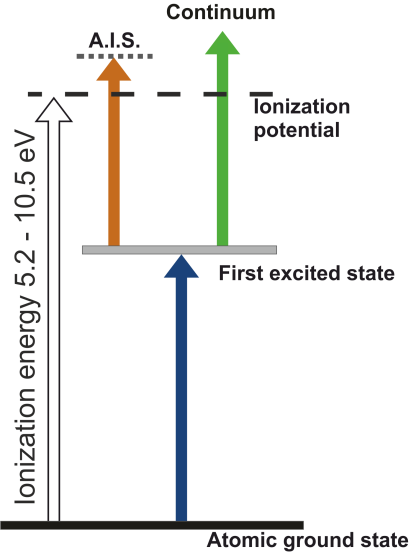 Continuum
A.I.S.
Ionization
potential
Ionization energy 5.2 - 10.5 eV
First excited state
Atomic ground state